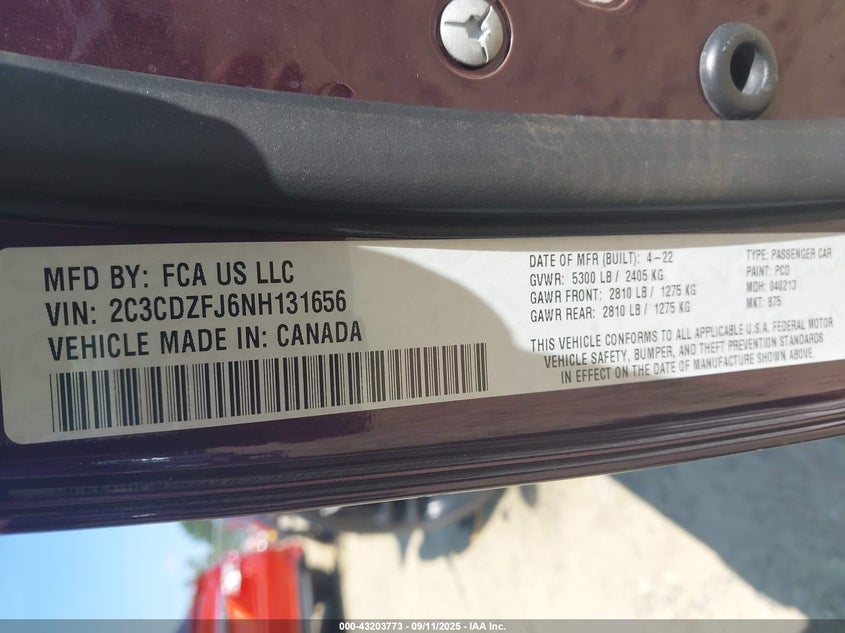 MFD BY: FCA US LLC
VIN: 2C3CDZFJ6NH131656
VEHICLE MADE IN: CANADA
DATE OF MFR (BUILT): 4-22
GVWR: 5300 LB / 2405 KG
GAWR FRONT: 2810 LB / 1275 KG
GAWR REAR: 2810 LB / 1275 KG
TYPE: PASSENGER CAR
PAINT: PCD
MDH: 040213
MKT: 875
THIS VEHICLE CONFORMS TO ALL APPLICABLE U.S.A. FEDERAL MOTOR
VEHICLE SAFETY, BUMPER, AND THEFT PREVENTION STANDARDS
IN EFFECT ON THE DATE OF MANUFACTURE SHOWN ABOVE.
000-43203773 - 09/11/2025 - IAA Inc.